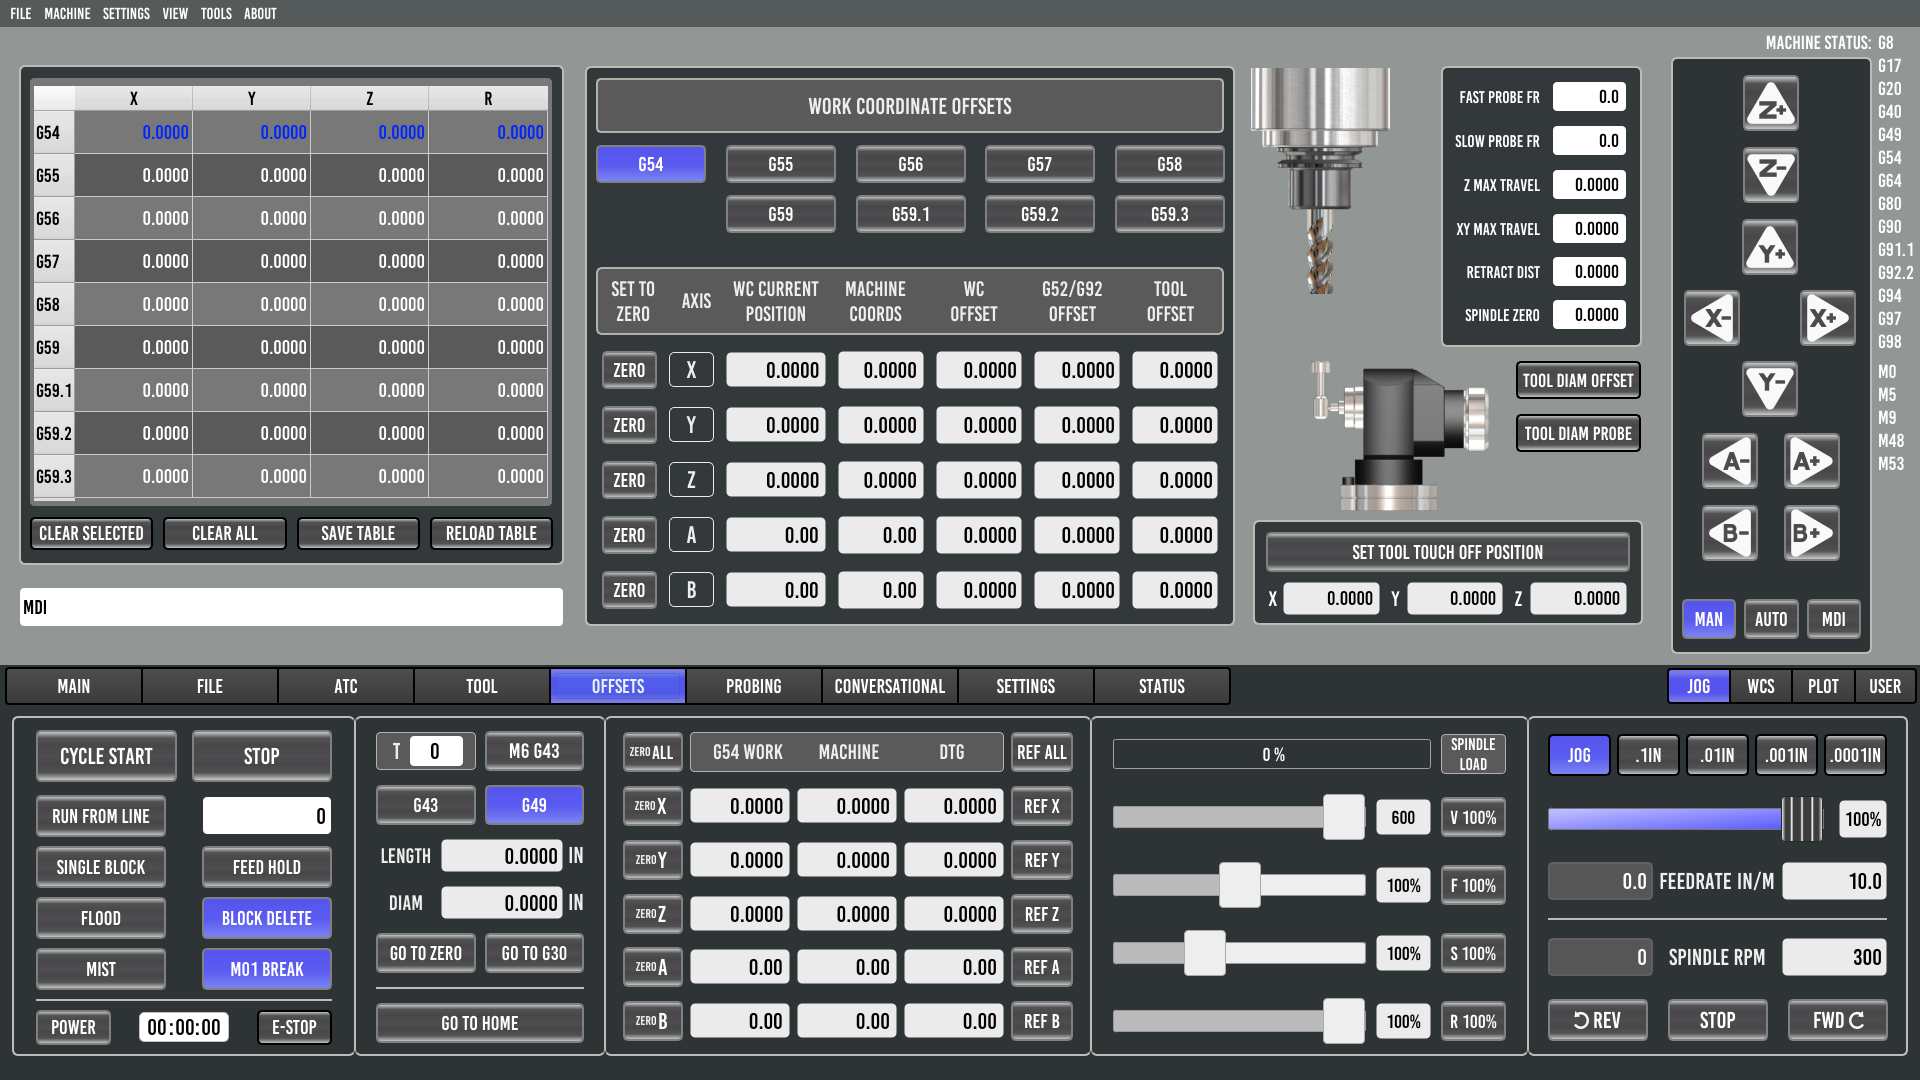 FILE MACHINE SETTINGS VIEW TOOLS ABOUT
X Y Z R
G54 0.0000 0.0000 0.0000 0.0000
G55 0.0000 0.0000 0.0000 0.0000
G56 0.0000 0.0000 0.0000 0.0000
G57 0.0000 0.0000 0.0000 0.0000
G58 0.0000 0.0000 0.0000 0.0000
G59 0.0000 0.0000 0.0000 0.0000
G59.1 0.0000 0.0000 0.0000 0.0000
G59.2 0.0000 0.0000 0.0000 0.0000
G59.3 0.0000 0.0000 0.0000 0.0000
CLEAR SELECTED CLEAR ALL SAVE TABLE RELOAD TABLE
MDI
WORK COORDINATE OFFSETS
G54 G55 G56 G57 G58
G59 G59.1 G59.2 G59.3
SET TO ZERO AXIS WC CURRENT POSITION MACHINE COORDS WC OFFSET G52/G92 OFFSET TOOL OFFSET
ZERO X 0.0000 0.0000 0.0000 0.0000 0.0000
ZERO Y 0.0000 0.0000 0.0000 0.0000 0.0000
ZERO Z 0.0000 0.0000 0.0000 0.0000 0.0000
ZERO A 0.00 0.00 0.0000 0.0000 0.0000
ZERO B 0.00 0.00 0.0000 0.0000 0.0000
FAST PROBE FR 0.0
SLOW PROBE FR 0.0
Z MAX TRAVEL 0.0000
XY MAX TRAVEL 0.0000
RETRACT DIST 0.0000
SPINDLE ZERO 0.0000
TOOL DIAM OFFSET
TOOL DIAM PROBE
SET TOOL TOUCH OFF POSITION
X 0.0000 Y 0.0000 Z 0.0000
MACHINE STATUS: G8
G17
G20
G40
G49
G54
G64
G80
G90
G91.1
G92.2
G94
G97
G98
M0
M5
M9
M48
M53
Z+
Z-
Y+
X- X+
Y-
A- A+
B- B+
MAN AUTO MDI
MAIN FILE ATC TOOL OFFSETS PROBING CONVERSATIONAL SETTINGS STATUS
JOG WCS PLOT USER
CYCLE START STOP
RUN FROM LINE 0
SINGLE BLOCK FEED HOLD
FLOOD BLOCK DELETE
MIST M01 BREAK
POWER 00:00:00 E-STOP
T 0 M6 G43
G43 G49
LENGTH 0.0000 IN
DIAM 0.0000 IN
GO TO ZERO GO TO G30
GO TO HOME
ZERO ALL G54 WORK MACHINE DTG REF ALL
ZERO X 0.0000 0.0000 0.0000 REF X
ZERO Y 0.0000 0.0000 0.0000 REF Y
ZERO Z 0.0000 0.0000 0.0000 REF Z
ZERO A 0.00 0.00 0.00 REF A
ZERO B 0.00 0.00 0.00 REF B
0 % SPINDLE LOAD
600 V 100%
100% F 100%
100% S 100%
100% R 100%
JOG .1IN .01IN .001IN .0001IN
100%
0.0 FEEDRATE IN/M 10.0
0 SPINDLE RPM 300
REV STOP FWD